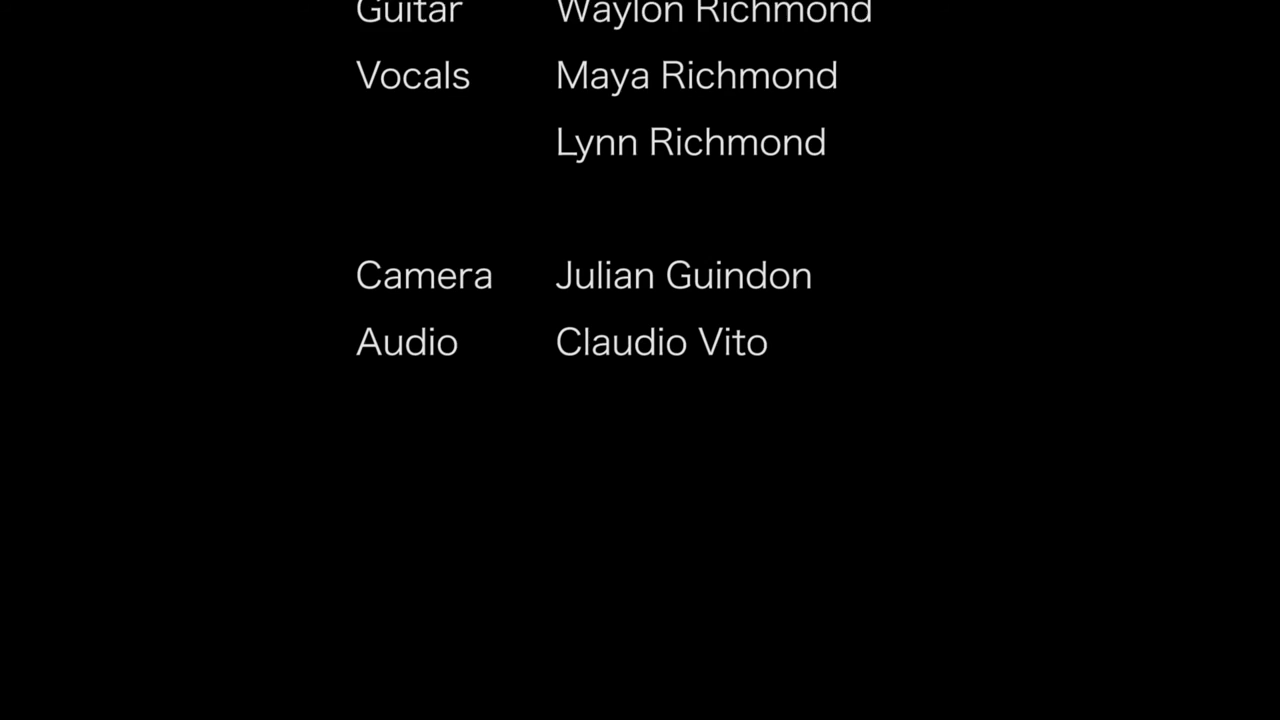 Guitar Waylon Richmond
Vocals Maya Richmond
Lynn Richmond
Camera Julian Guindon
Audio Claudio Vito